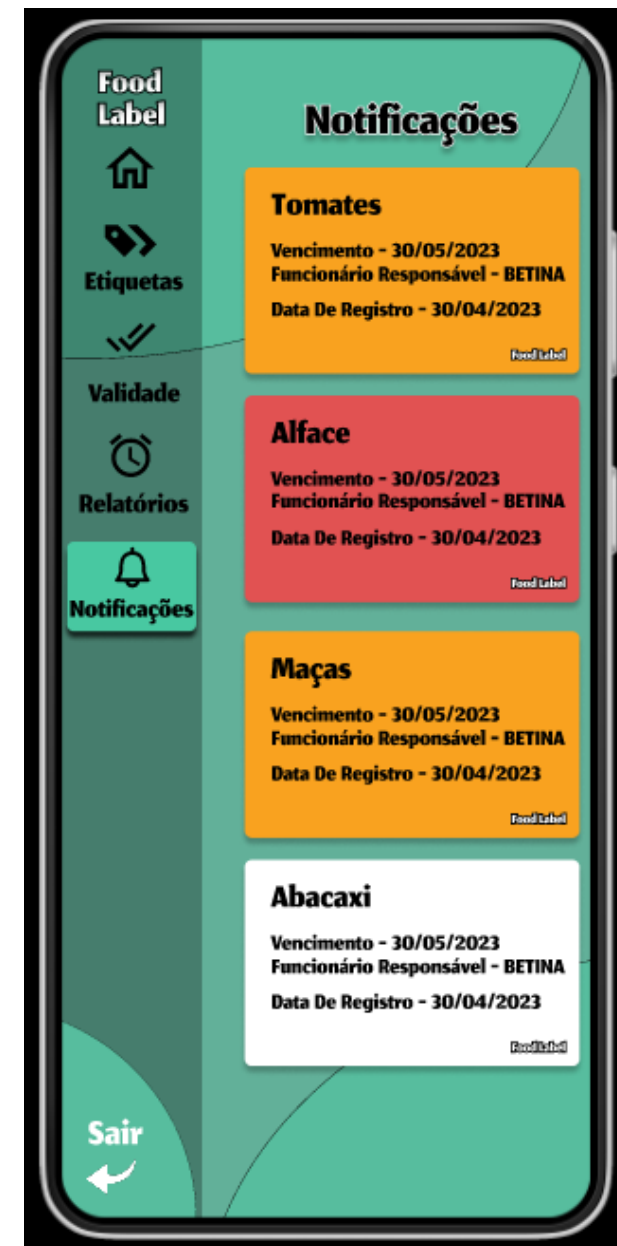 Food
Label
Etiquetas
Validade
Relatórios
Notificações
Sair
Notificações
Tomates
Vencimento - 30/05/2023
Funcionário Responsável - BETINA
Data De Registro - 30/04/2023
Food Label
Alface
Vencimento - 30/05/2023
Funcionário Responsável - BETINA
Data De Registro - 30/04/2023
Food Label
Maças
Vencimento - 30/05/2023
Funcionário Responsável - BETINA
Data De Registro - 30/04/2023
Food Label
Abacaxi
Vencimento - 30/05/2023
Funcionário Responsável - BETINA
Data De Registro - 30/04/2023
Food Label